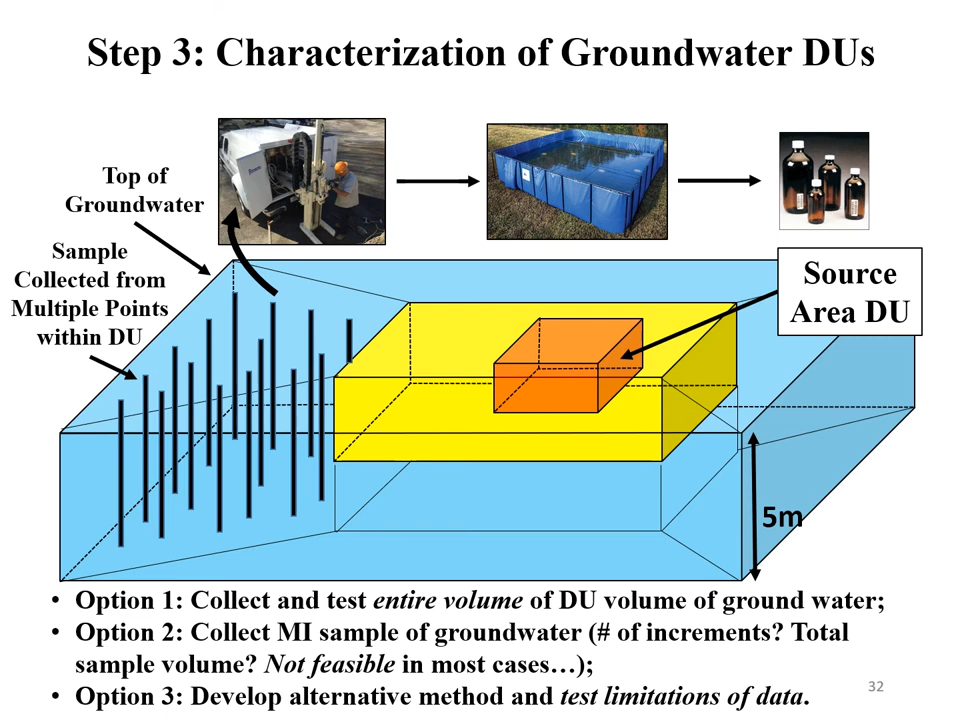 Step 3: Characterization of Groundwater DUs
Top of
Groundwater
Sample
Collected from
Multiple Points
within DU
Source
Area DU
5m
• Option 1: Collect and test entire volume of DU volume of ground water;
• Option 2: Collect MI sample of groundwater (# of increments? Total
sample volume? Not feasible in most cases…);
• Option 3: Develop alternative method and test limitations of data.
32